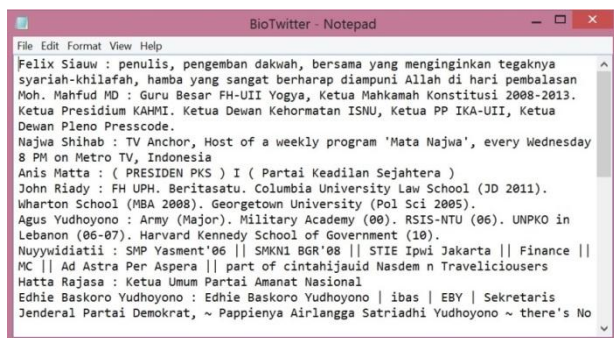 BioTwitter - Notepad
File Edit Format View Help
Felix Siauw : penulis, pengemban dakwah, bersama yang menginginkan tegaknya
syariah-khilafah, hamba yang sangat berharap diampuni Allah di hari pembalasan
Moh. Mahfud MD : Guru Besar FH-UII Yogya, Ketua Mahkamah Konstitusi 2008-2013.
Ketua Presidium KAHMI. Ketua Dewan Kehormatan ISNU, Ketua PP IKA-UII, Ketua
Dewan Pleno Presscode.
Najwa Shihab : TV Anchor, Host of a weekly program 'Mata Najwa', every Wednesday
8 PM on Metro TV, Indonesia
Anis Matta : ( PRESIDEN PKS ) I ( Partai Keadilan Sejahtera )
John Riady : FH UPH. Beritasatu. Columbia University Law School (JD 2011).
Wharton School (MBA 2008). Georgetown University (Pol Sci 2005).
Agus Yudhoyono : Army (Major). Military Academy (00). RSIS-NTU (06). UNPKO in
Lebanon (06-07). Harvard Kennedy School of Government (10).
Nuyywidiatii : SMP Yasment'06 || SMKN1 BGR'08 || STIE Ipwi Jakarta || Finance ||
MC || Ad Astra Per Aspera || part of cintahijauid Nasdem n Traveliciousers
Hatta Rajasa : Ketua Umum Partai Amanat Nasional
Edhie Baskoro Yudhoyono : Edhie Baskoro Yudhoyono | ibas | EBY | Sekretaris
Jenderal Partai Demokrat, ~ Pappienya Airlangga Satriadhi Yudhoyono ~ there's No